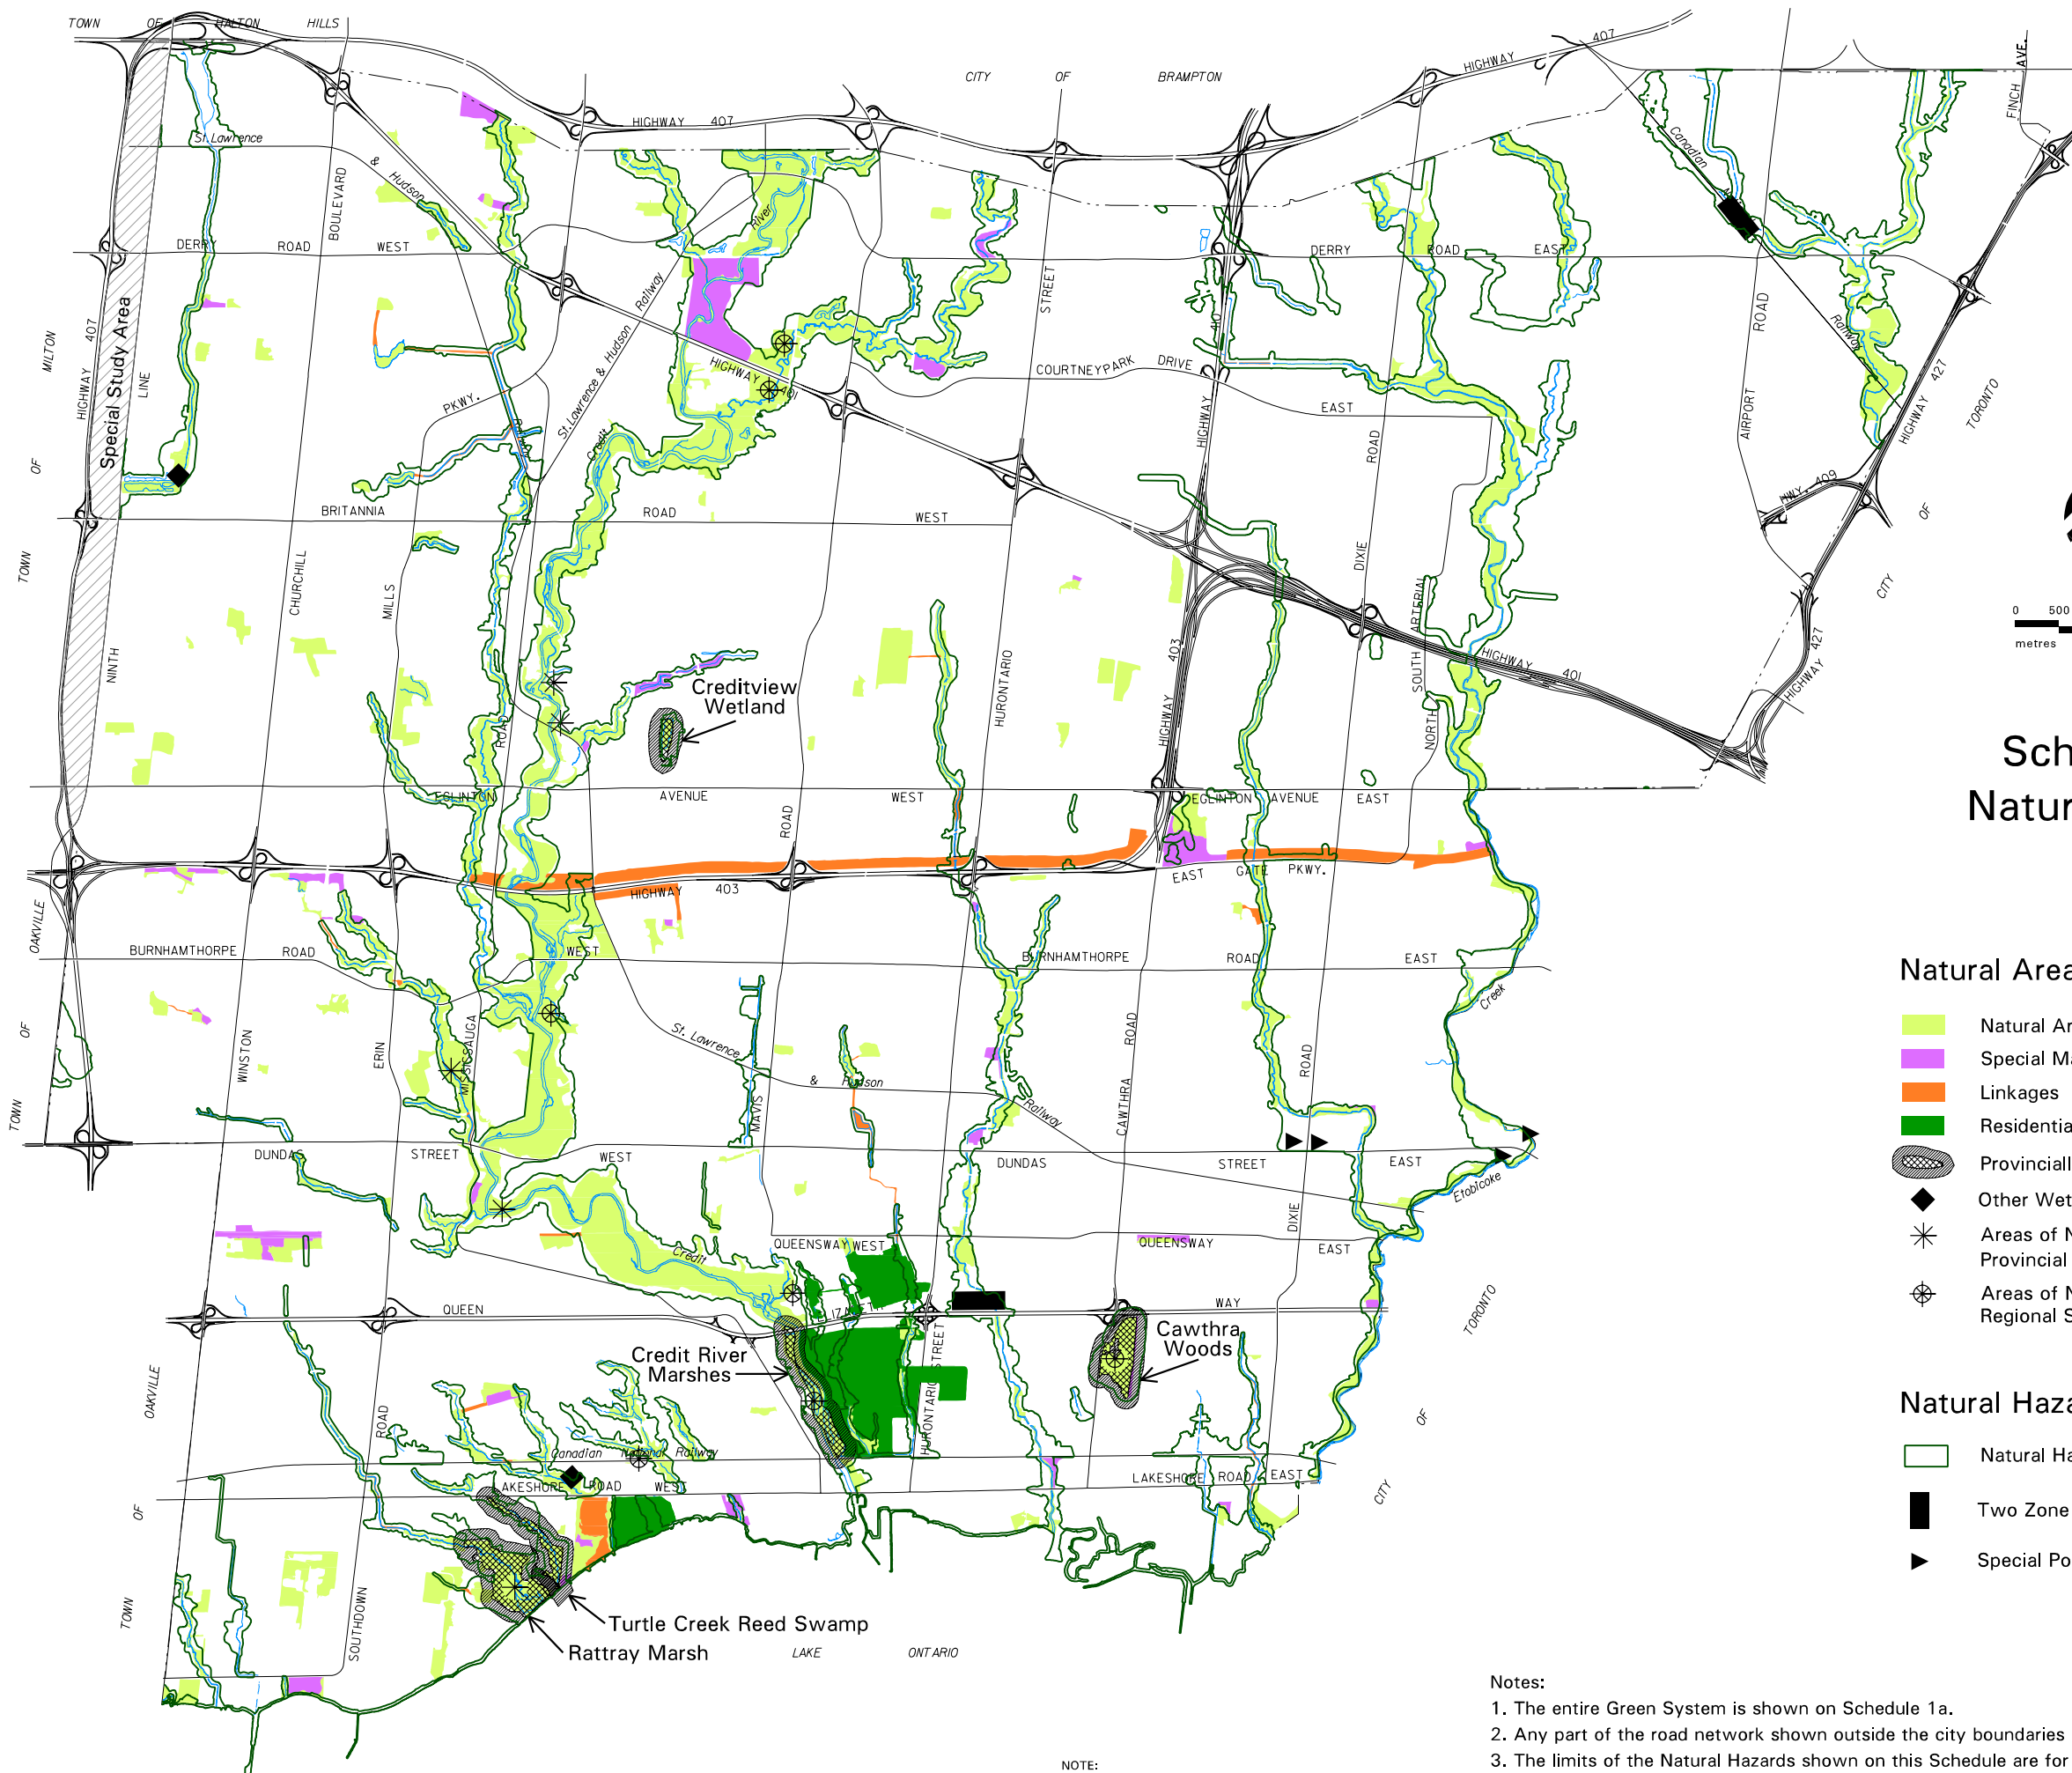 TOWN OF HALTON HILLS
CITY OF BRAMPTON
HIGHWAY 407
HIGHWAY 407
FINCH AVE.
St. Lawrence
&
Hudson
BOULEVARD
DERRY ROAD WEST
River
DERRY ROAD EAST
Canadian
Railway
MILTON
OF
TOWN
HIGHWAY 407
Special Study Area
LINE
NINTH
St. Lawrence & Hudson Railway
STREET
410
HIGHWAY
HIGHWAY 401
COURTNEYPARK DRIVE
EAST
PKWY.
Credit
ROAD
AIRPORT
ROAD
HIGHWAY 427
TORONTO
OF
CITY
HWY. 409
BRITANNIA ROAD WEST
CHURCHILL
MILLS
DIXIE
SOUTH ARTERIAL
NORTH
0 500
metres
HIGHWAY 401
HIGHWAY 427
HURONTARIO
403
HIGHWAY
Creditview
Wetland
ROAD
Sch
Natur
EGLINTON AVENUE WEST
EGLINTON AVENUE EAST
ROAD
HIGHWAY 403
EAST GATE PKWY.
OAKVILLE
OF
TOWN
BURNHAMTHORPE ROAD WEST
BURNHAMTHORPE ROAD EAST
Creek
WINSTON
ERIN
MISSISSAUGA
St. Lawrence
& Hudson
Railway
MAVIS
CAWTHRA
ROAD
ROAD
DUNDAS STREET WEST
DUNDAS STREET EAST
Etobicoke
DIXIE
Credit
QUEENSWAY WEST
QUEENSWAY EAST
QUEEN
WAY
TORONTO
OF
CITY
Credit River
Marshes
Cawthra
Woods
HURONTARIO STREET
OAKVILLE
OF
TOWN
ROAD
SOUTHDOWN
Canadian National Railway
LAKESHORE ROAD WEST
LAKESHORE ROAD EAST
Turtle Creek Reed Swamp
Rattray Marsh
LAKE ONTARIO
Natural Area
Natural Ar
Special Ma
Linkages
Residentia
Provinciall
Other Wet
Areas of N
Provincial
Areas of N
Regional S
Natural Haza
Natural Ha
Two Zone
Special Po
Notes:
1. The entire Green System is shown on Schedule 1a.
2. Any part of the road network shown outside the city boundaries
3. The limits of the Natural Hazards shown on this Schedule are for
NOTE: